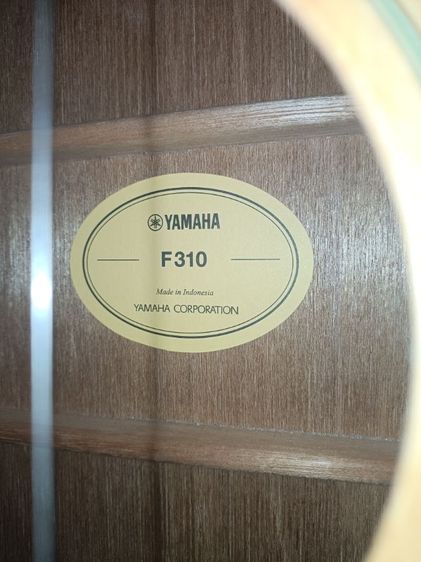 YAMAHA
F310
Made in Indonesia
YAMAHA CORPORATION